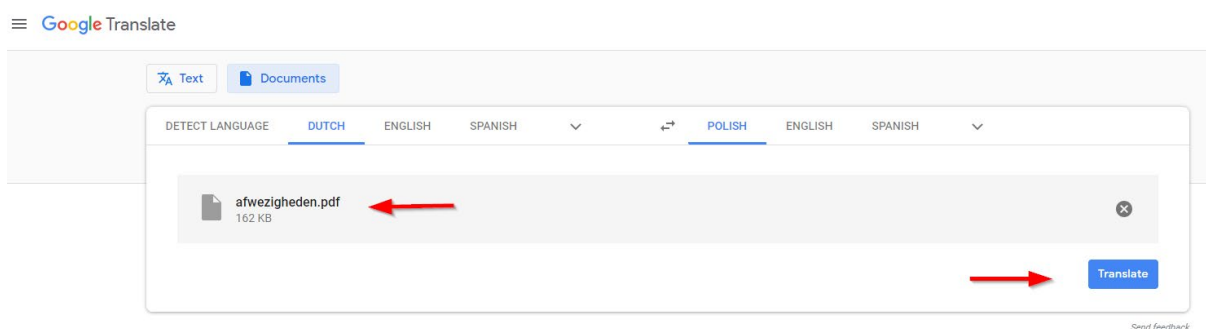 Google Translate
Text Documents
DETECT LANGUAGE DUTCH ENGLISH SPANISH POLISH ENGLISH SPANISH
afwezigheden.pdf
162 KB
Translate
Send feedback